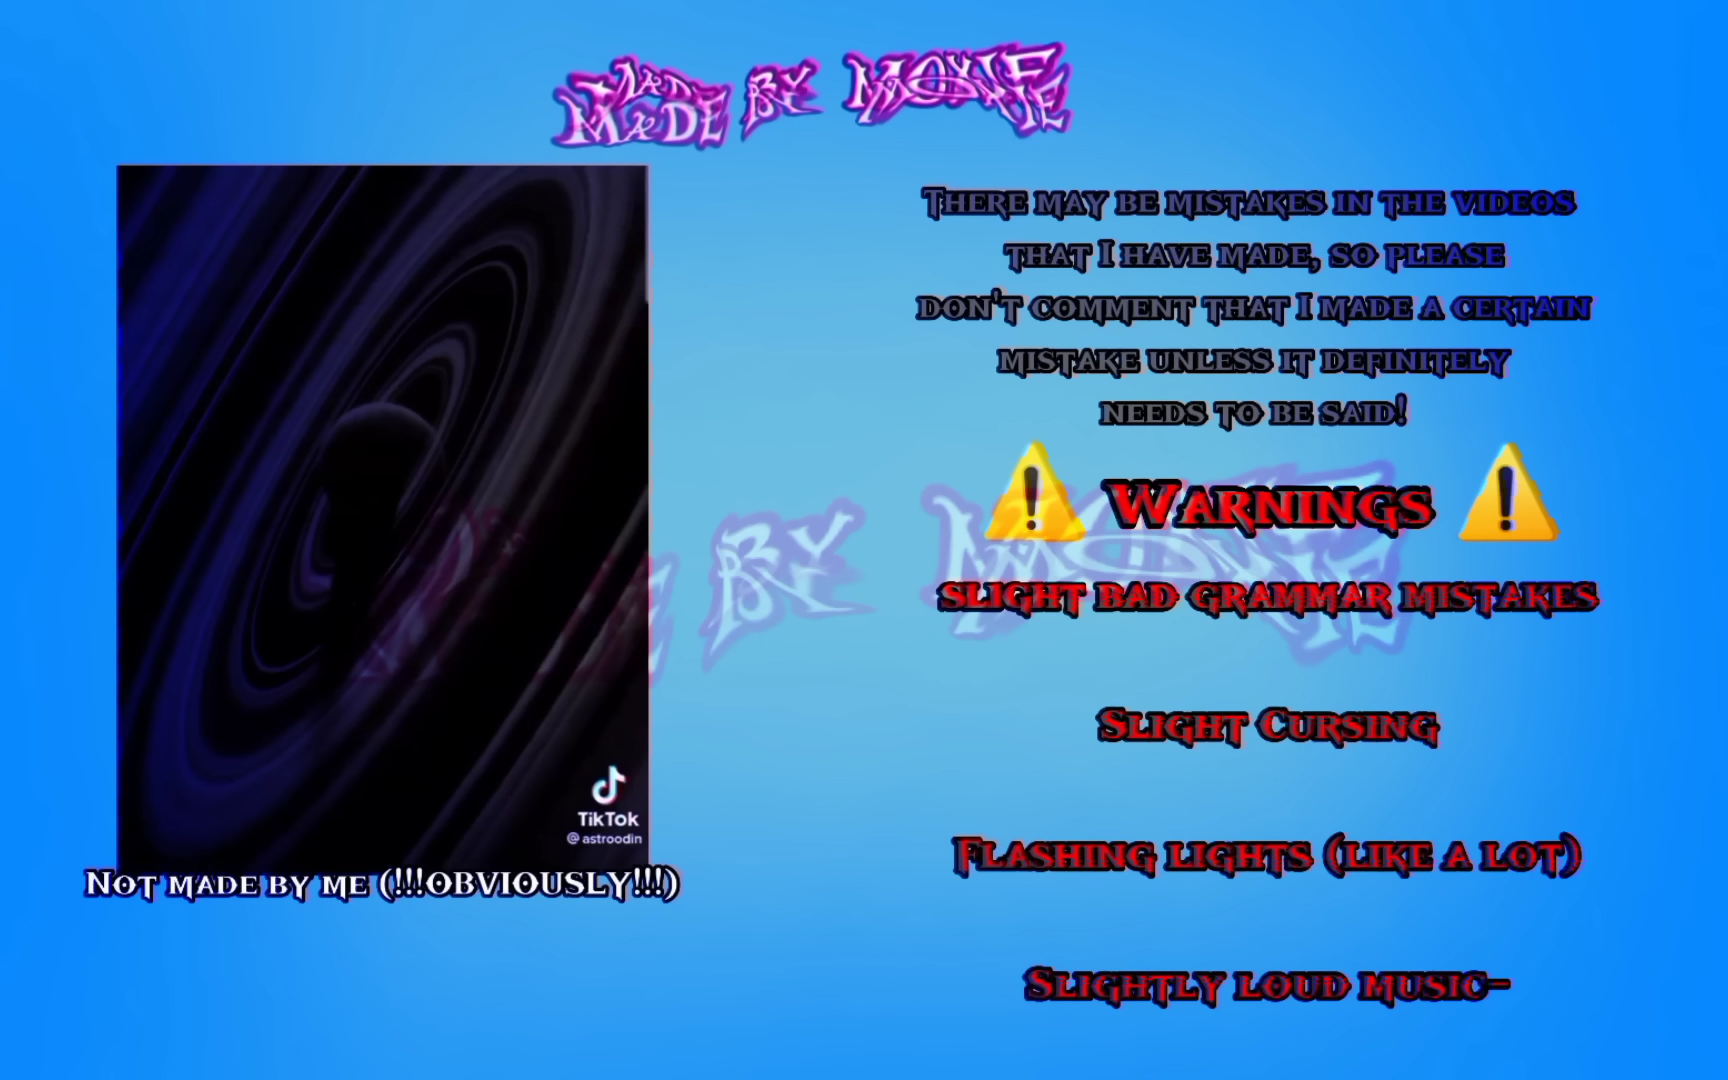 Made by Moxie
There may be mistakes in the videos
that I have made, so please
don't comment that I made a certain
mistake unless it definitely
needs to be said!
Warnings
slight bad grammar mistakes
Slight Cursing
Flashing lights (like a lot)
Slightly loud music-
TikTok
@astroodin
Not made by me (!!!obviously!!!)
by